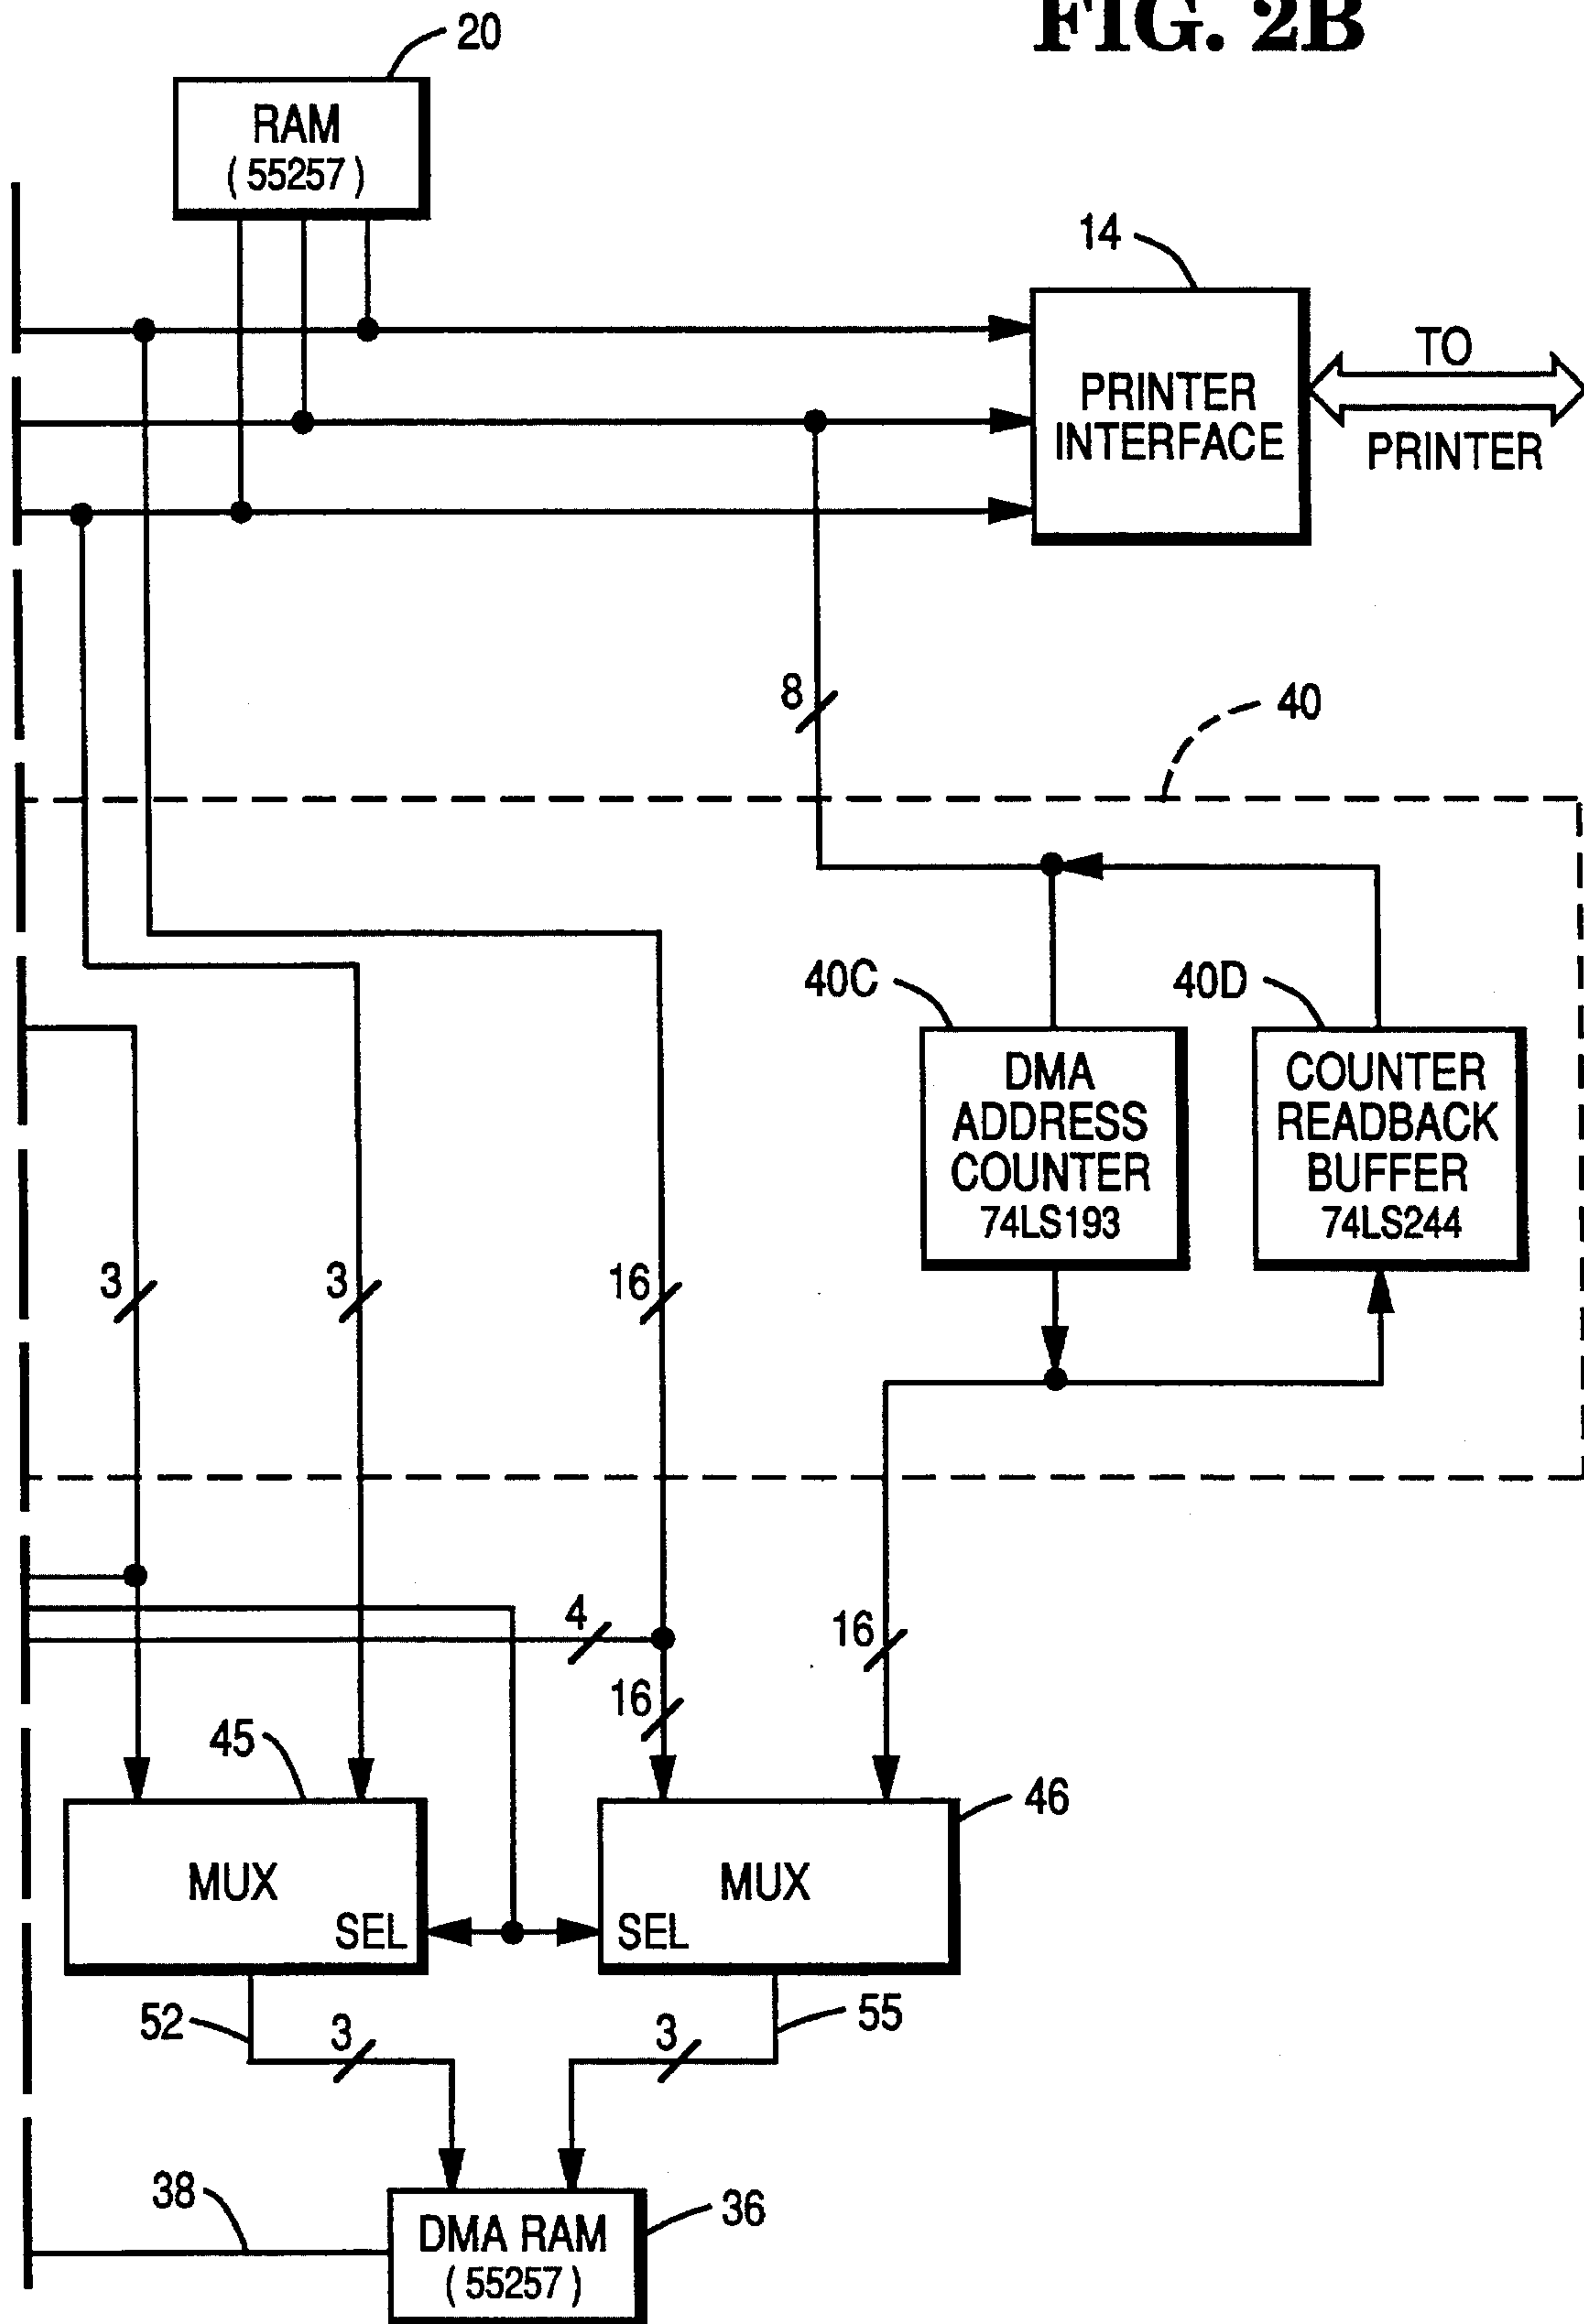 FIG. 2B
20
RAM
( 55257 )
14
PRINTER
INTERFACE
TO
PRINTER
8
40
40C
40D
DMA
ADDRESS
COUNTER
74LS193
COUNTER
READBACK
BUFFER
74LS244
3
3
16
4
16
16
45
46
MUX
SEL
MUX
SEL
52
3
3
55
38
36
DMA RAM
( 55257 )